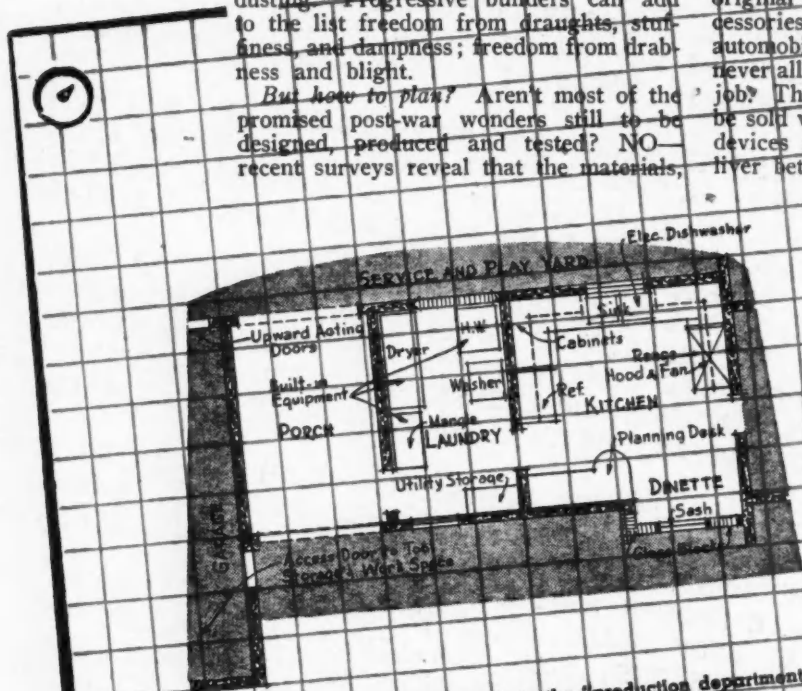 dusting. Progressive builders can add
to the list freedom from draughts, stuf-
finess, and dampness; freedom from drab-
ness and blight.
But how to plan? Aren't most of the
promised post-war wonders still to be
designed, produced and tested? NO—
recent surveys reveal that the materials,
original
cessories
automob
never all
job? Th
be sold
devices
liver bet
Elec. Dishwasher
SERVICE AND PLAY YARD
Upward Acting
Doors
Dryer
H.W.
Sink
Cabinets
Range
Hood & Fan
Built-in
Equipment
Washer
Ref.
KITCHEN
PORCH
Mangle
LAUNDRY
Planning Desk
Utility Storage
DINETTE
Sash
Glass Block
GARAGE
Access Door to Tool
Storage & Work Space
production department